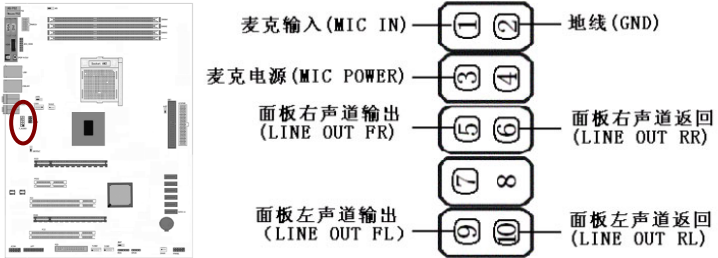 麦克输入(MIC IN)
1 2
地线(GND)
麦克电源(MIC POWER)
3 4
面板右声道输出
(LINE OUT FR)
5 6
面板右声道返回
(LINE OUT RR)
7 8
面板左声道输出
(LINE OUT FL)
9 10
面板左声道返回
(LINE OUT RL)